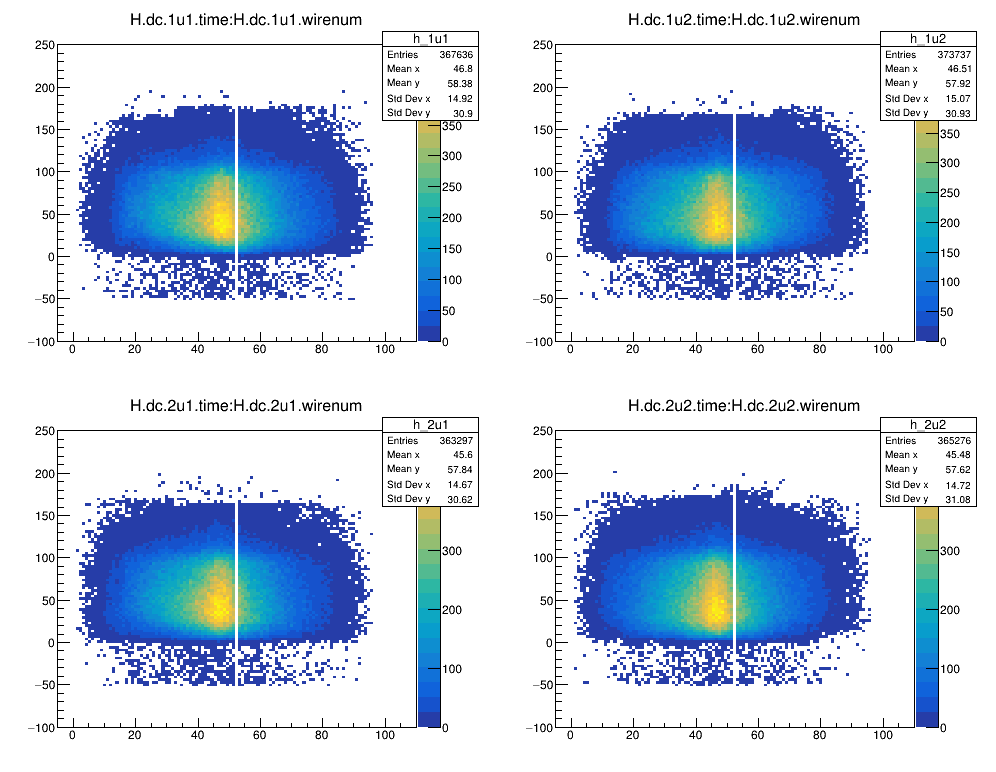 H.dc.1u1.time:H.dc.1u1.wirenum
h_1u1
Entries 367636
Mean x 46.8
Mean y 58.38
Std Dev x 14.92
Std Dev y 30.9
250
200
150
100
50
0
−50
−100
0 20 40 60 80 100
350
300
250
200
150
100
50
0
H.dc.1u2.time:H.dc.1u2.wirenum
h_1u2
Entries 373737
Mean x 46.51
Mean y 57.92
Std Dev x 15.07
Std Dev y 30.93
250
200
150
100
50
0
−50
−100
0 20 40 60 80 100
350
300
250
200
150
100
50
0
H.dc.2u1.time:H.dc.2u1.wirenum
h_2u1
Entries 363297
Mean x 45.6
Mean y 57.84
Std Dev x 14.67
Std Dev y 30.62
250
200
150
100
50
0
−50
−100
0 20 40 60 80 100
300
200
100
0
H.dc.2u2.time:H.dc.2u2.wirenum
h_2u2
Entries 365276
Mean x 45.48
Mean y 57.62
Std Dev x 14.72
Std Dev y 31.08
250
200
150
100
50
0
−50
−100
0 20 40 60 80 100
300
200
100
0